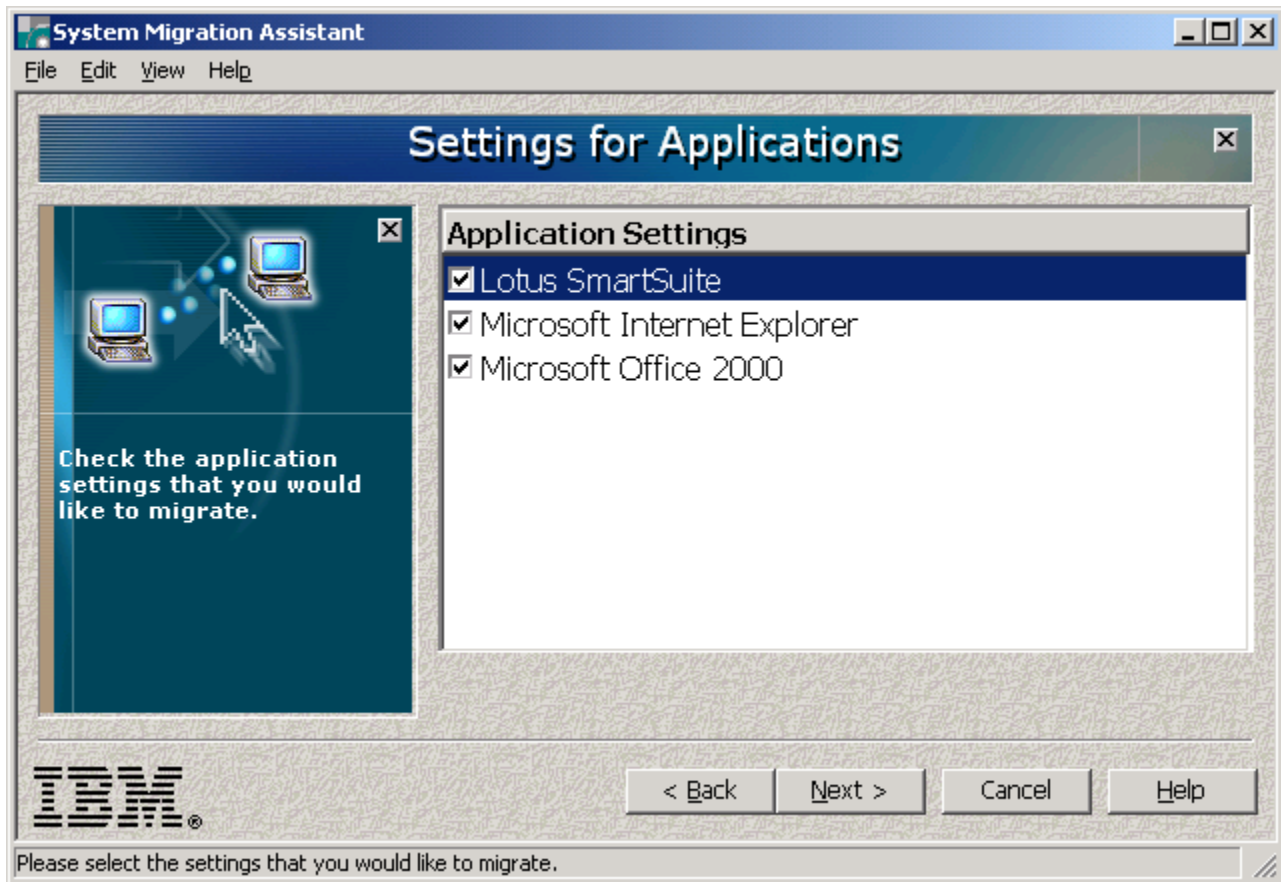 System Migration Assistant
File Edit View Help
Settings for Applications
Check the application
settings that you would
like to migrate.
Application Settings
Lotus SmartSuite
Microsoft Internet Explorer
Microsoft Office 2000
IBM®
< Back Next > Cancel Help
Please select the settings that you would like to migrate.